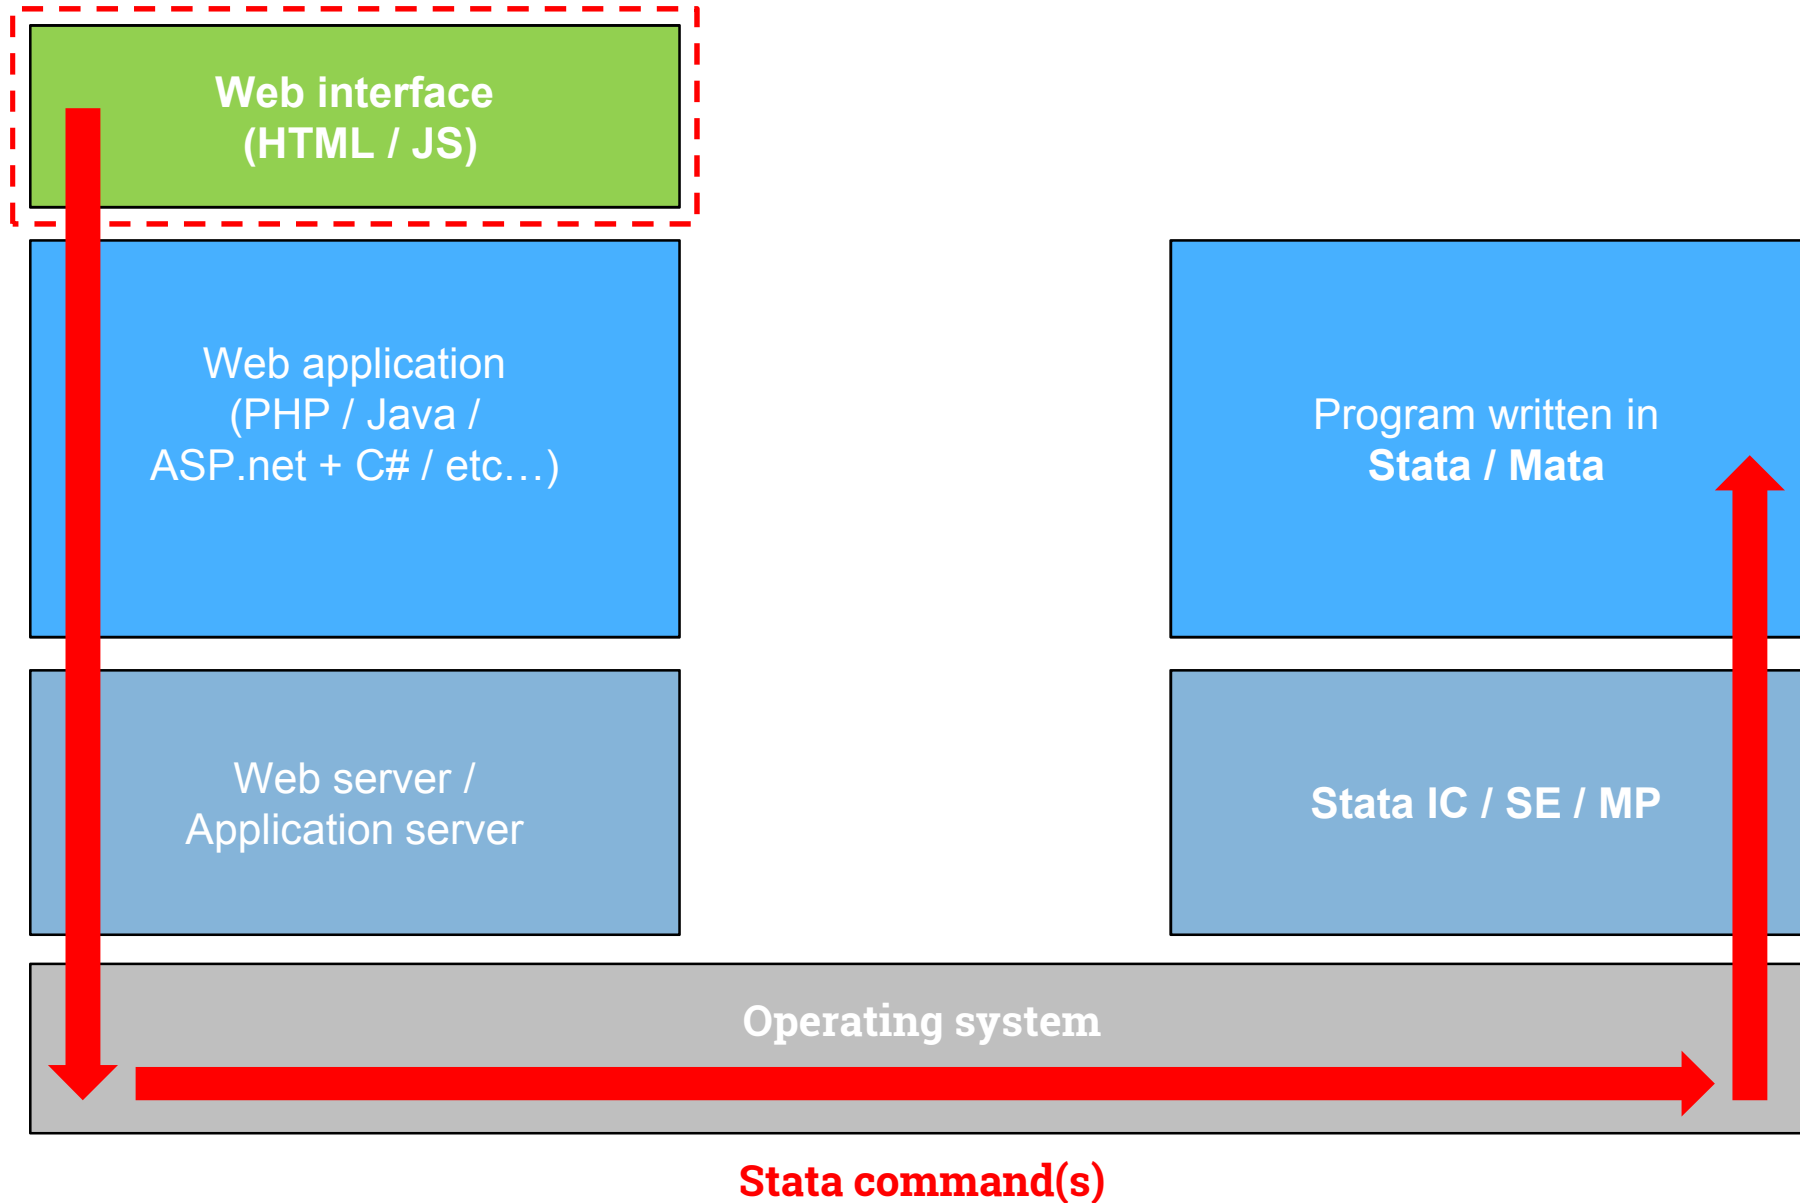 Web interface
(HTML / JS)
Web application
(PHP / Java /
ASP.net + C# / etc…)
Web server /
Application server
Program written in
Stata / Mata
Stata IC / SE / MP
Operating system
Stata command(s)